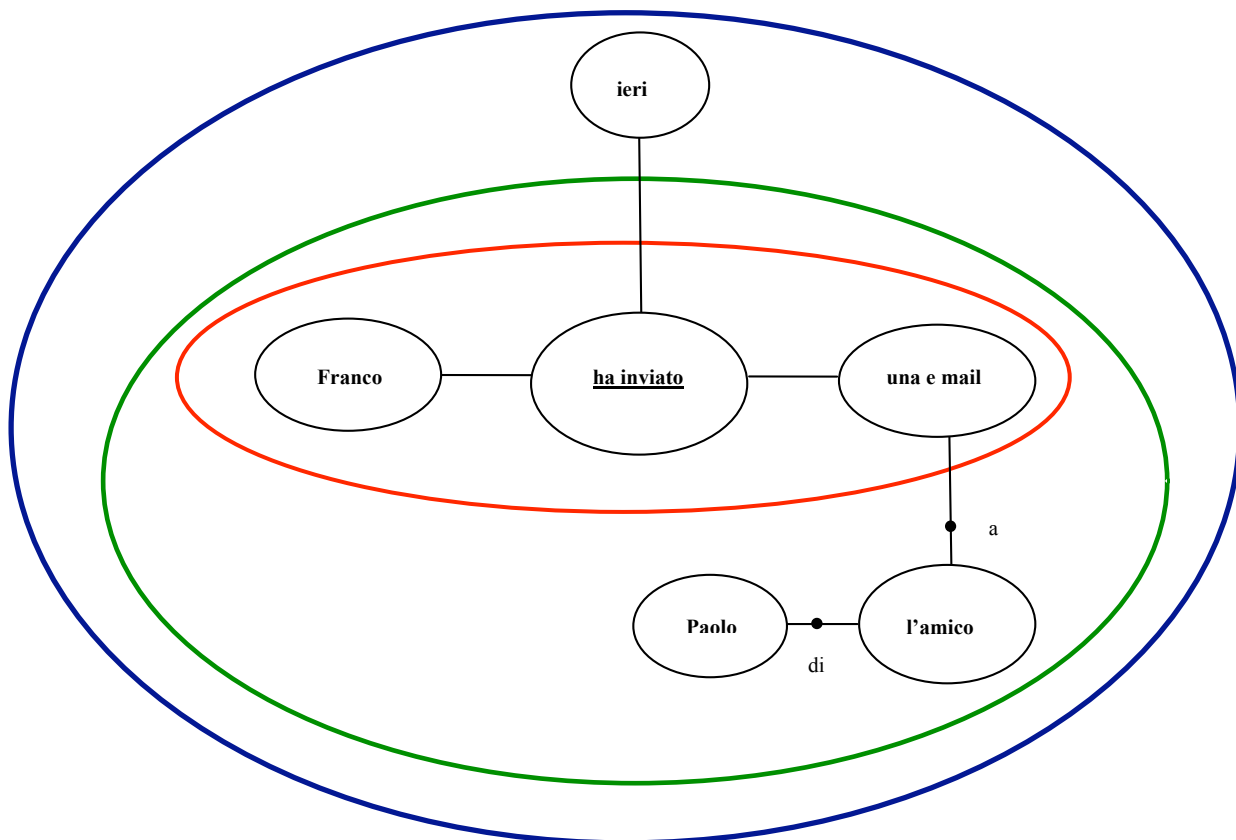 ieri
Franco
ha inviato
una e mail
a
Paolo
l’amico
di